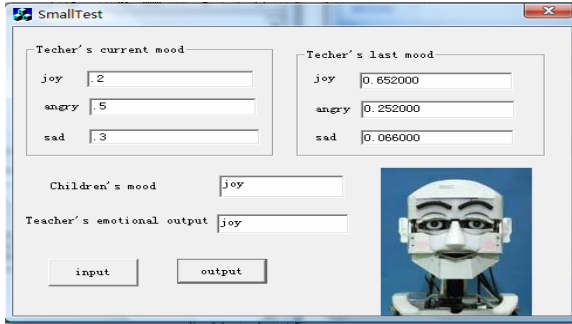 SmallTest
Techer's current mood
joy .2
angry .5
sad .3
Techer's last mood
joy 0.652000
angry 0.252000
sad 0.066000
Children's mood joy
Teacher's emotional output joy
input output